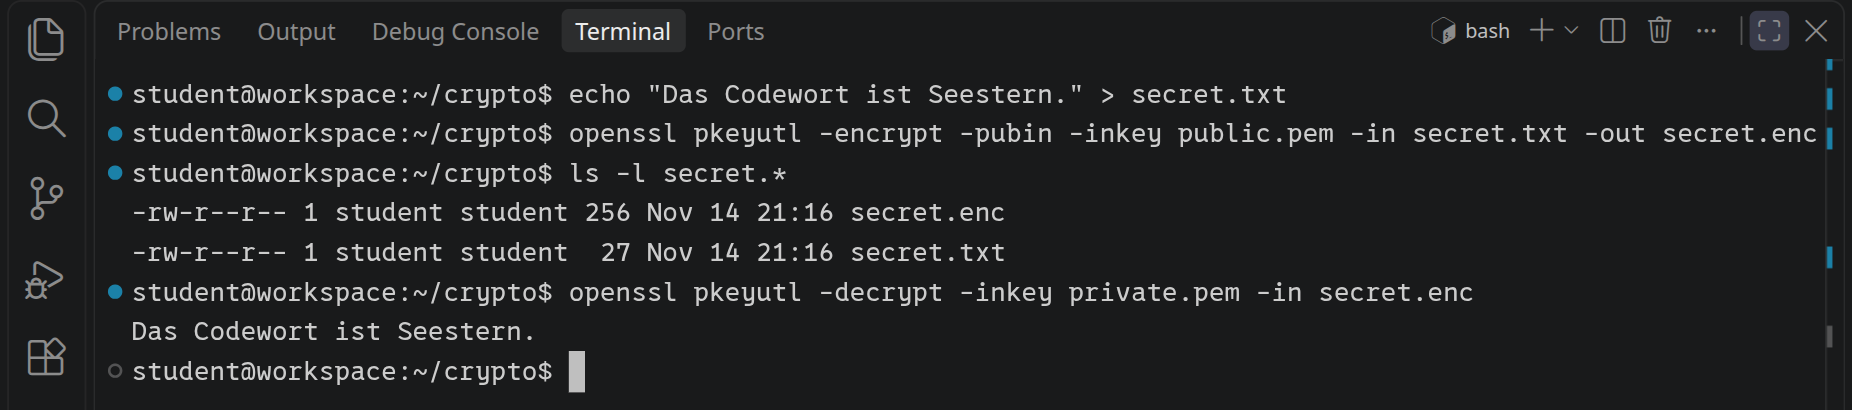 Problems Output Debug Console Terminal Ports bash
student@workspace:~/crypto$ echo "Das Codewort ist Seestern." > secret.txt
student@workspace:~/crypto$ openssl pkeyutl -encrypt -pubin -inkey public.pem -in secret.txt -out secret.enc
student@workspace:~/crypto$ ls -l secret.*
-rw-r--r-- 1 student student 256 Nov 14 21:16 secret.enc
-rw-r--r-- 1 student student  27 Nov 14 21:16 secret.txt
student@workspace:~/crypto$ openssl pkeyutl -decrypt -inkey private.pem -in secret.enc
Das Codewort ist Seestern.
student@workspace:~/crypto$